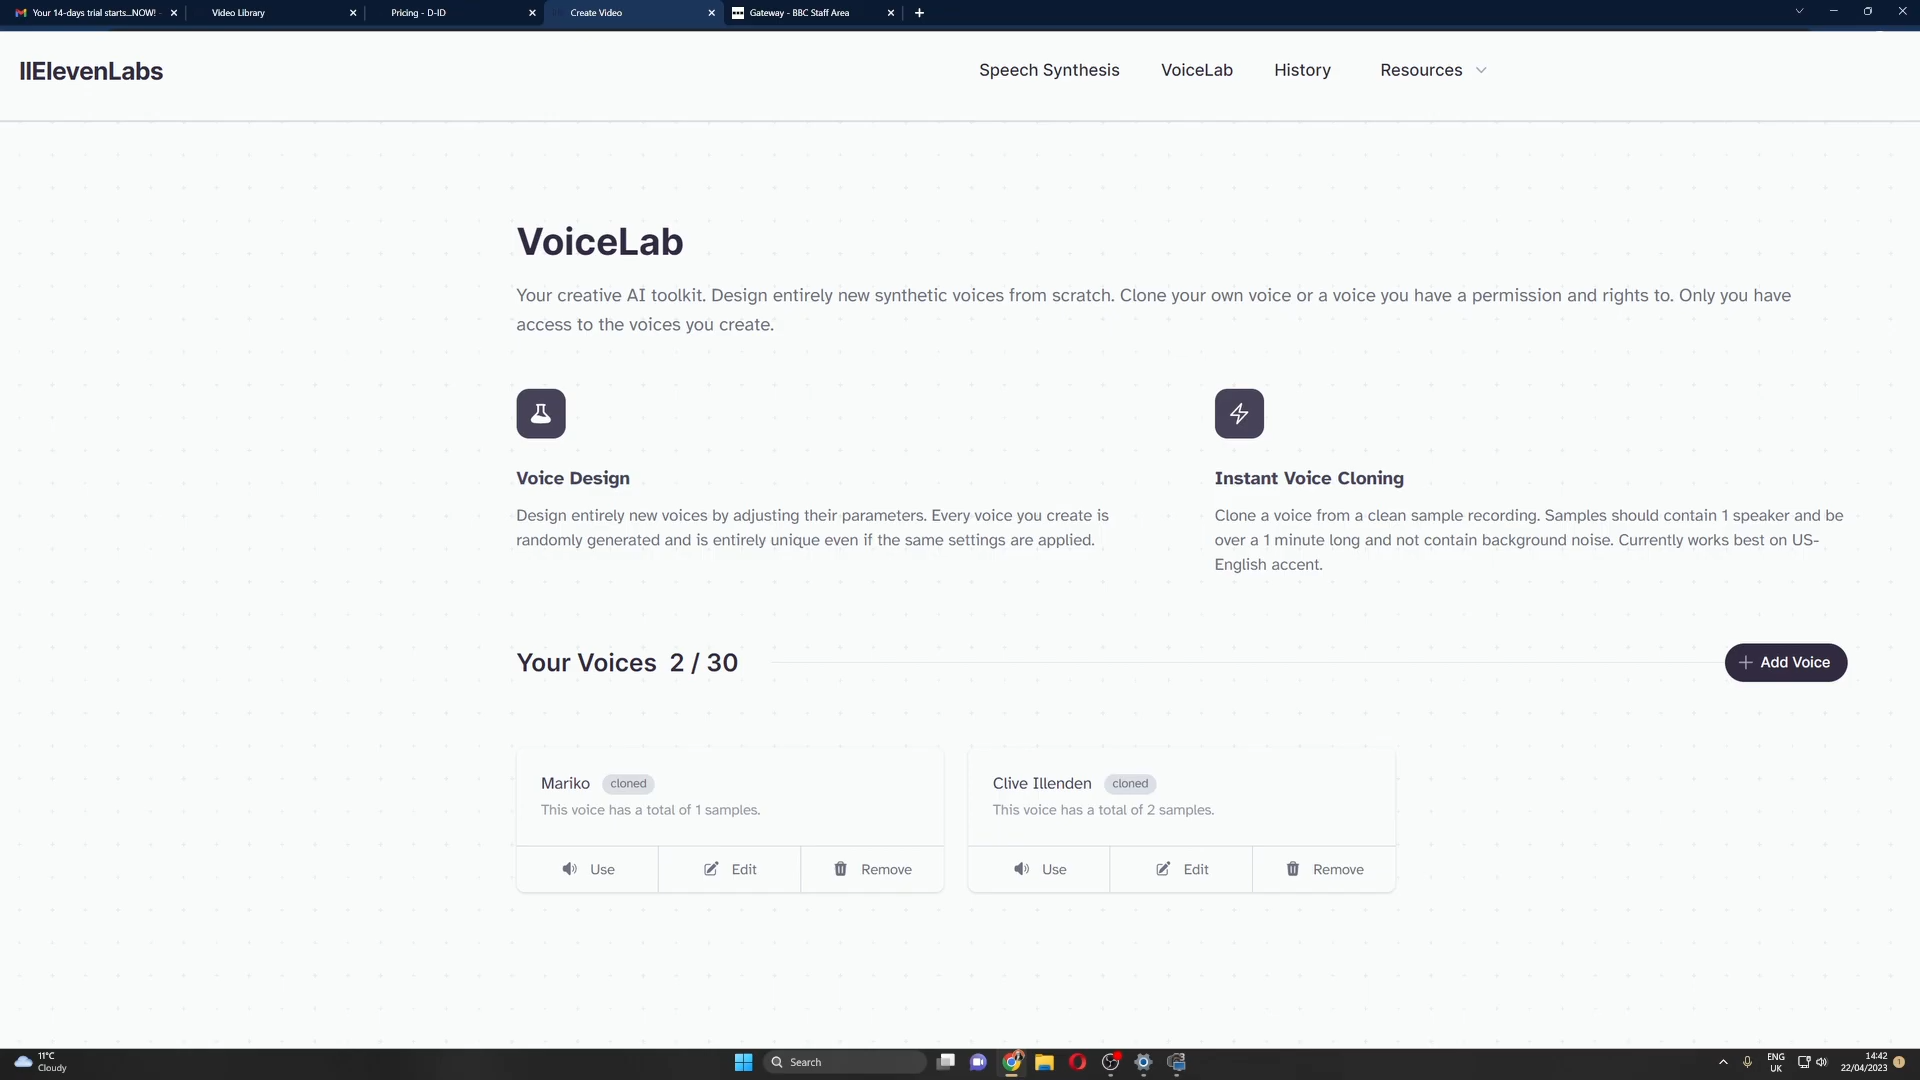 Your 14-days trial starts...NOW! -
Video Library
Pricing - D-ID
Create Video
Gateway - BBC Staff Area
IIElevenLabs
Speech Synthesis
VoiceLab
History
Resources
VoiceLab
Your creative AI toolkit. Design entirely new synthetic voices from scratch. Clone your own voice or a voice you have a permission and rights to. Only you have
access to the voices you create.
Voice Design
Design entirely new voices by adjusting their parameters. Every voice you create is
randomly generated and is entirely unique even if the same settings are applied.
Instant Voice Cloning
Clone a voice from a clean sample recording. Samples should contain 1 speaker and be
over a 1 minute long and not contain background noise. Currently works best on US-
English accent.
Your Voices 2 / 30
Add Voice
Mariko cloned
This voice has a total of 1 samples.
Use
Edit
Remove
Clive Illenden cloned
This voice has a total of 2 samples.
Use
Edit
Remove
11°C
Cloudy
Search
ENG
UK
14:42
22/04/2023
1